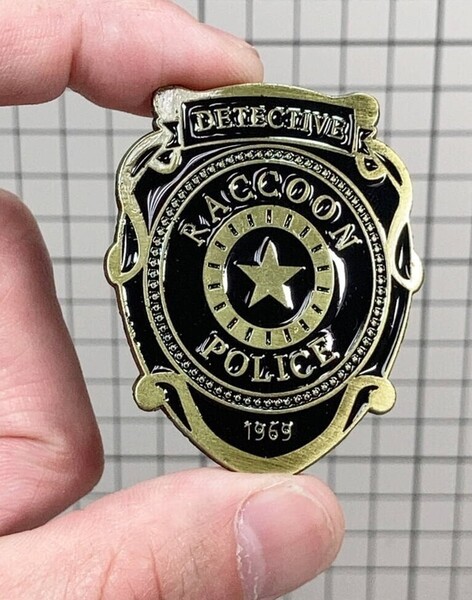 DETECTIVE
RACCOON
POLICE
1969